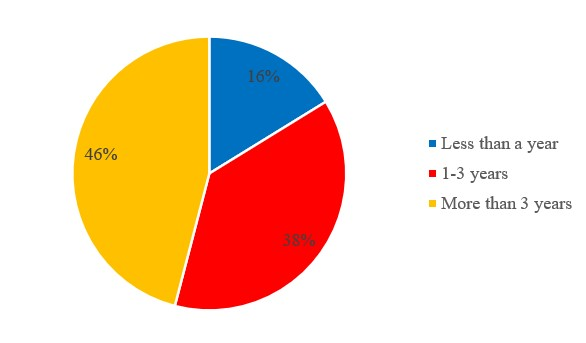 16%
46%
38%
Less than a year
1-3 years
More than 3 years